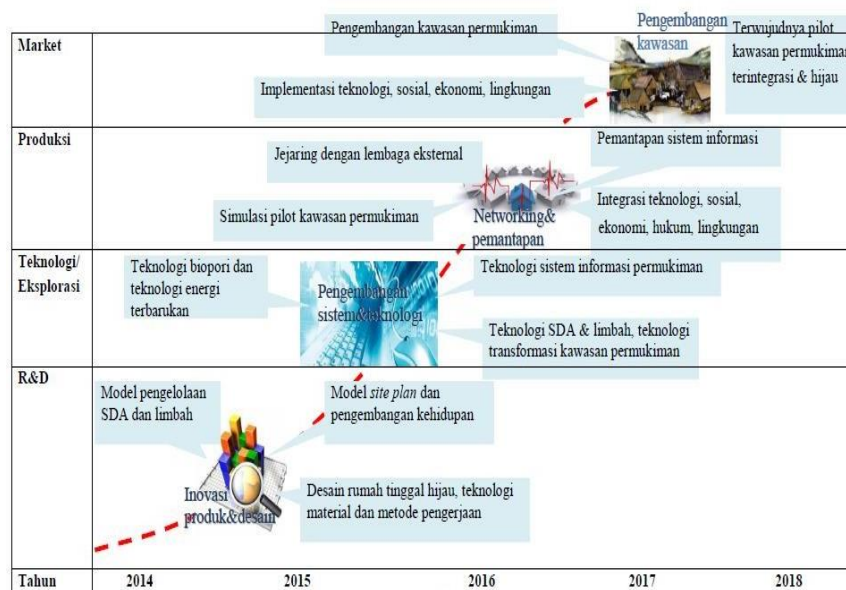 Market
Pengembangan kawasan permukiman
Pengembangan
kawasan
Terwujudnya pilot
kawasan permukiman
terintegrasi & hijau
Implementasi teknologi, sosial, ekonomi, lingkungan
Produksi
Jejaring dengan lembaga eksternal
Pemantapan sistem informasi
Simulasi pilot kawasan permukiman
Networking&
pemantapan
Integrasi teknologi, sosial,
ekonomi, hukum, lingkungan
Teknologi/
Eksplorasi
Teknologi biopori dan
teknologi energi
terbarukan
Pengembangan
sistem&teknologi
Teknologi sistem informasi permukiman
Teknologi SDA & limbah, teknologi
transformasi kawasan permukiman
R&D
Model pengelolaan
SDA dan limbah
Model site plan dan
pengembangan kehidupan
Inovasi
produk&desain
Desain rumah tinggal hijau, teknologi
material dan metode pengerjaan
Tahun 2014 2015 2016 2017 2018